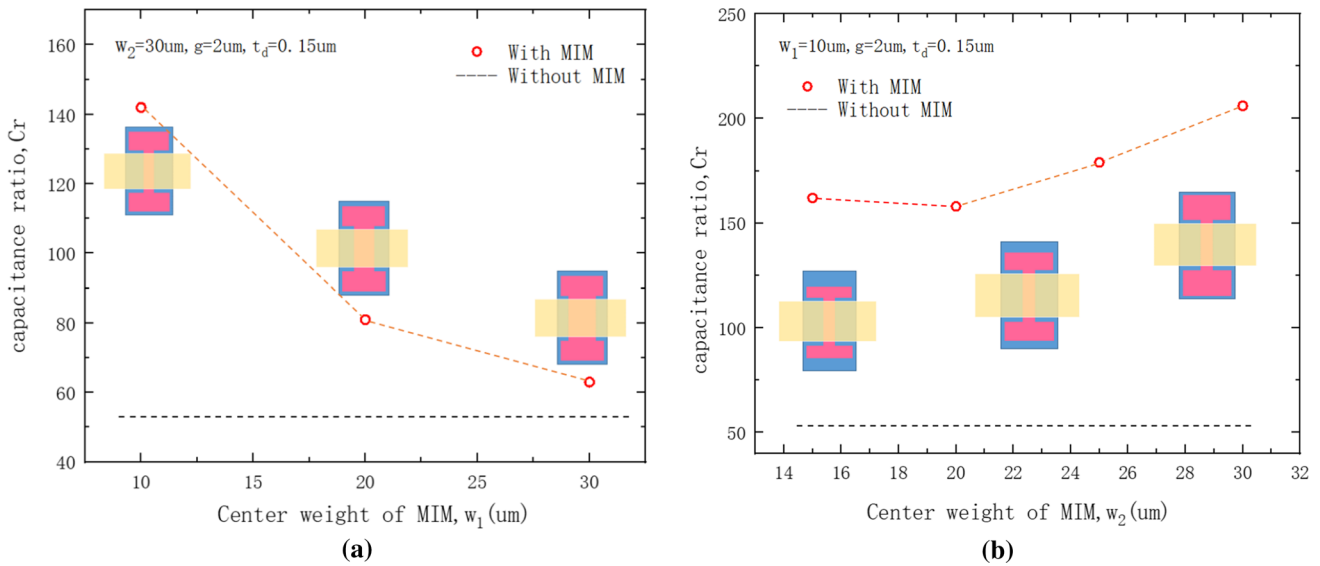 w2=30um, g=2um, td=0.15um
With MIM
Without MIM
160
140
120
100
80
60
40
capacitance ratio,Cr
10
15
20
25
30
Center weight of MIM,w1(um)
(a)
w1=10um, g=2um, td=0.15um
With MIM
Without MIM
250
200
150
100
50
capacitance ratio,Cr
14
16
18
20
22
24
26
28
30
32
Center weight of MIM,w2(um)
(b)